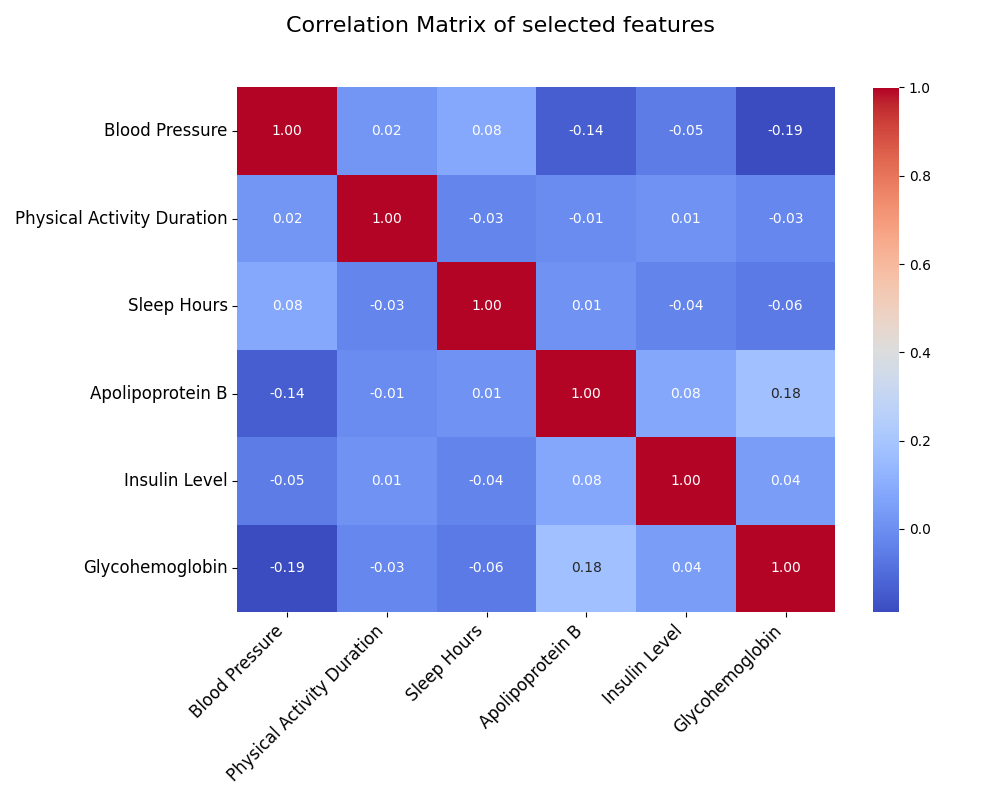 Correlation Matrix of selected features
Blood Pressure 1.00 0.02 0.08 -0.14 -0.05 -0.19
Physical Activity Duration 0.02 1.00 -0.03 -0.01 0.01 -0.03
Sleep Hours 0.08 -0.03 1.00 0.01 -0.04 -0.06
Apolipoprotein B -0.14 -0.01 0.01 1.00 0.08 0.18
Insulin Level -0.05 0.01 -0.04 0.08 1.00 0.04
Glycohemoglobin -0.19 -0.03 -0.06 0.18 0.04 1.00
Blood Pressure
Physical Activity Duration
Sleep Hours
Apolipoprotein B
Insulin Level
Glycohemoglobin
1.0
0.8
0.6
0.4
0.2
0.0